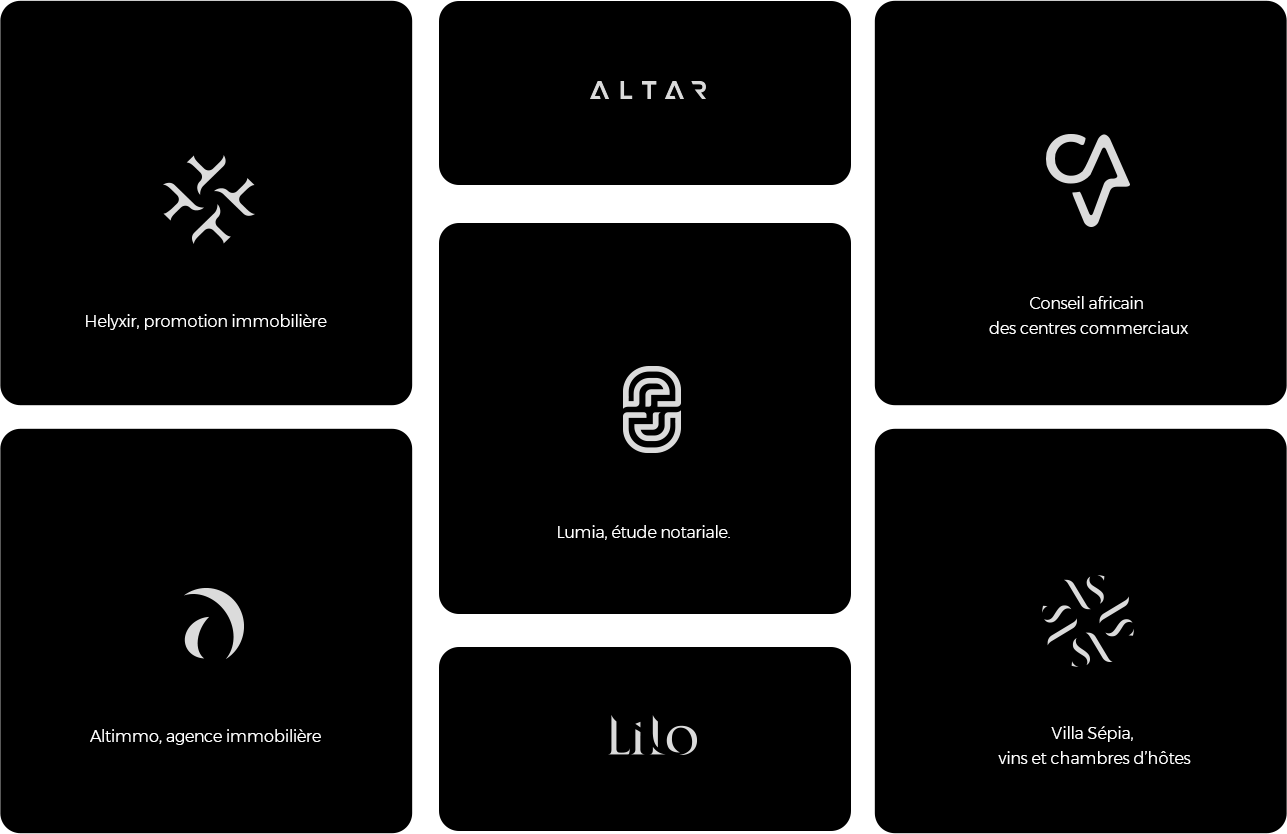 Helyxir, promotion immobilière
Altimmo, agence immobilière
ALTAR
Lumia, étude notariale.
Lilo
Conseil africain
des centres commerciaux
Villa Sépia,
vins et chambres d’hôtes